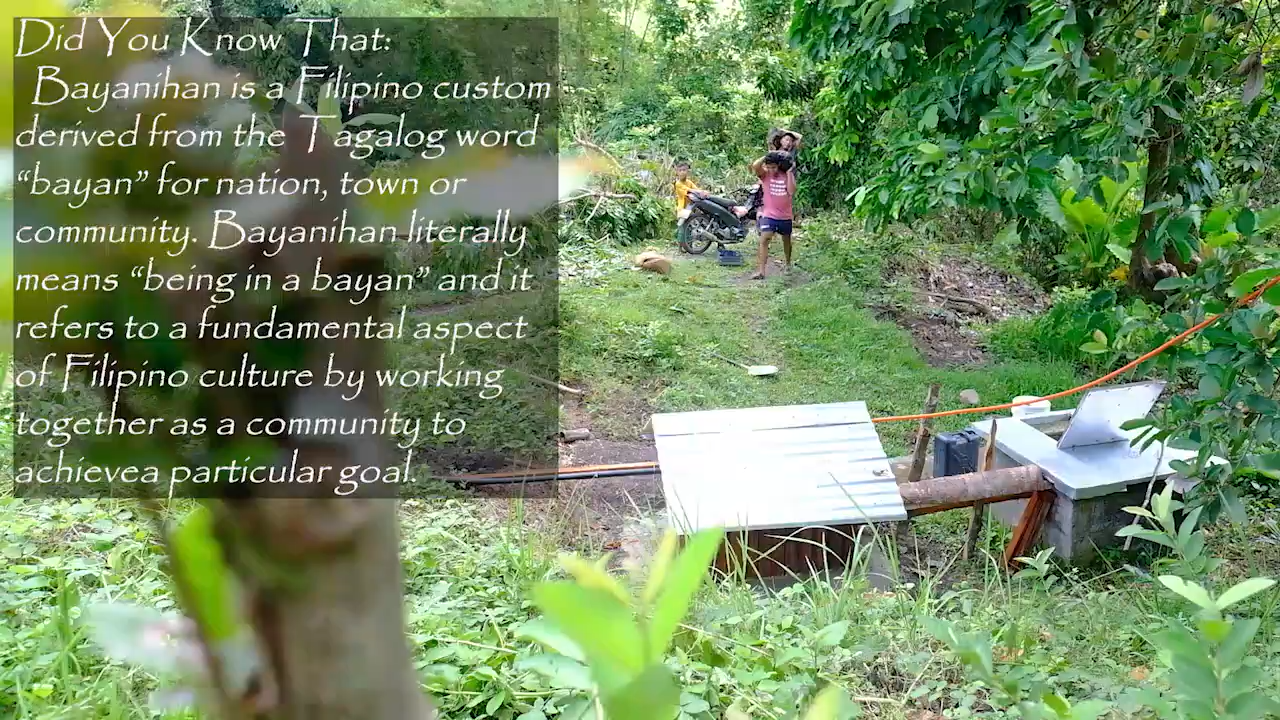 Did You Know That:
Bayanihan is a Filipino custom
derived from the Tagalog word
“bayan” for nation, town or
community. Bayanihan literally
means “being in a bayan” and it
refers to a fundamental aspect
of Filipino culture by working
together as a community to
achievea particular goal.